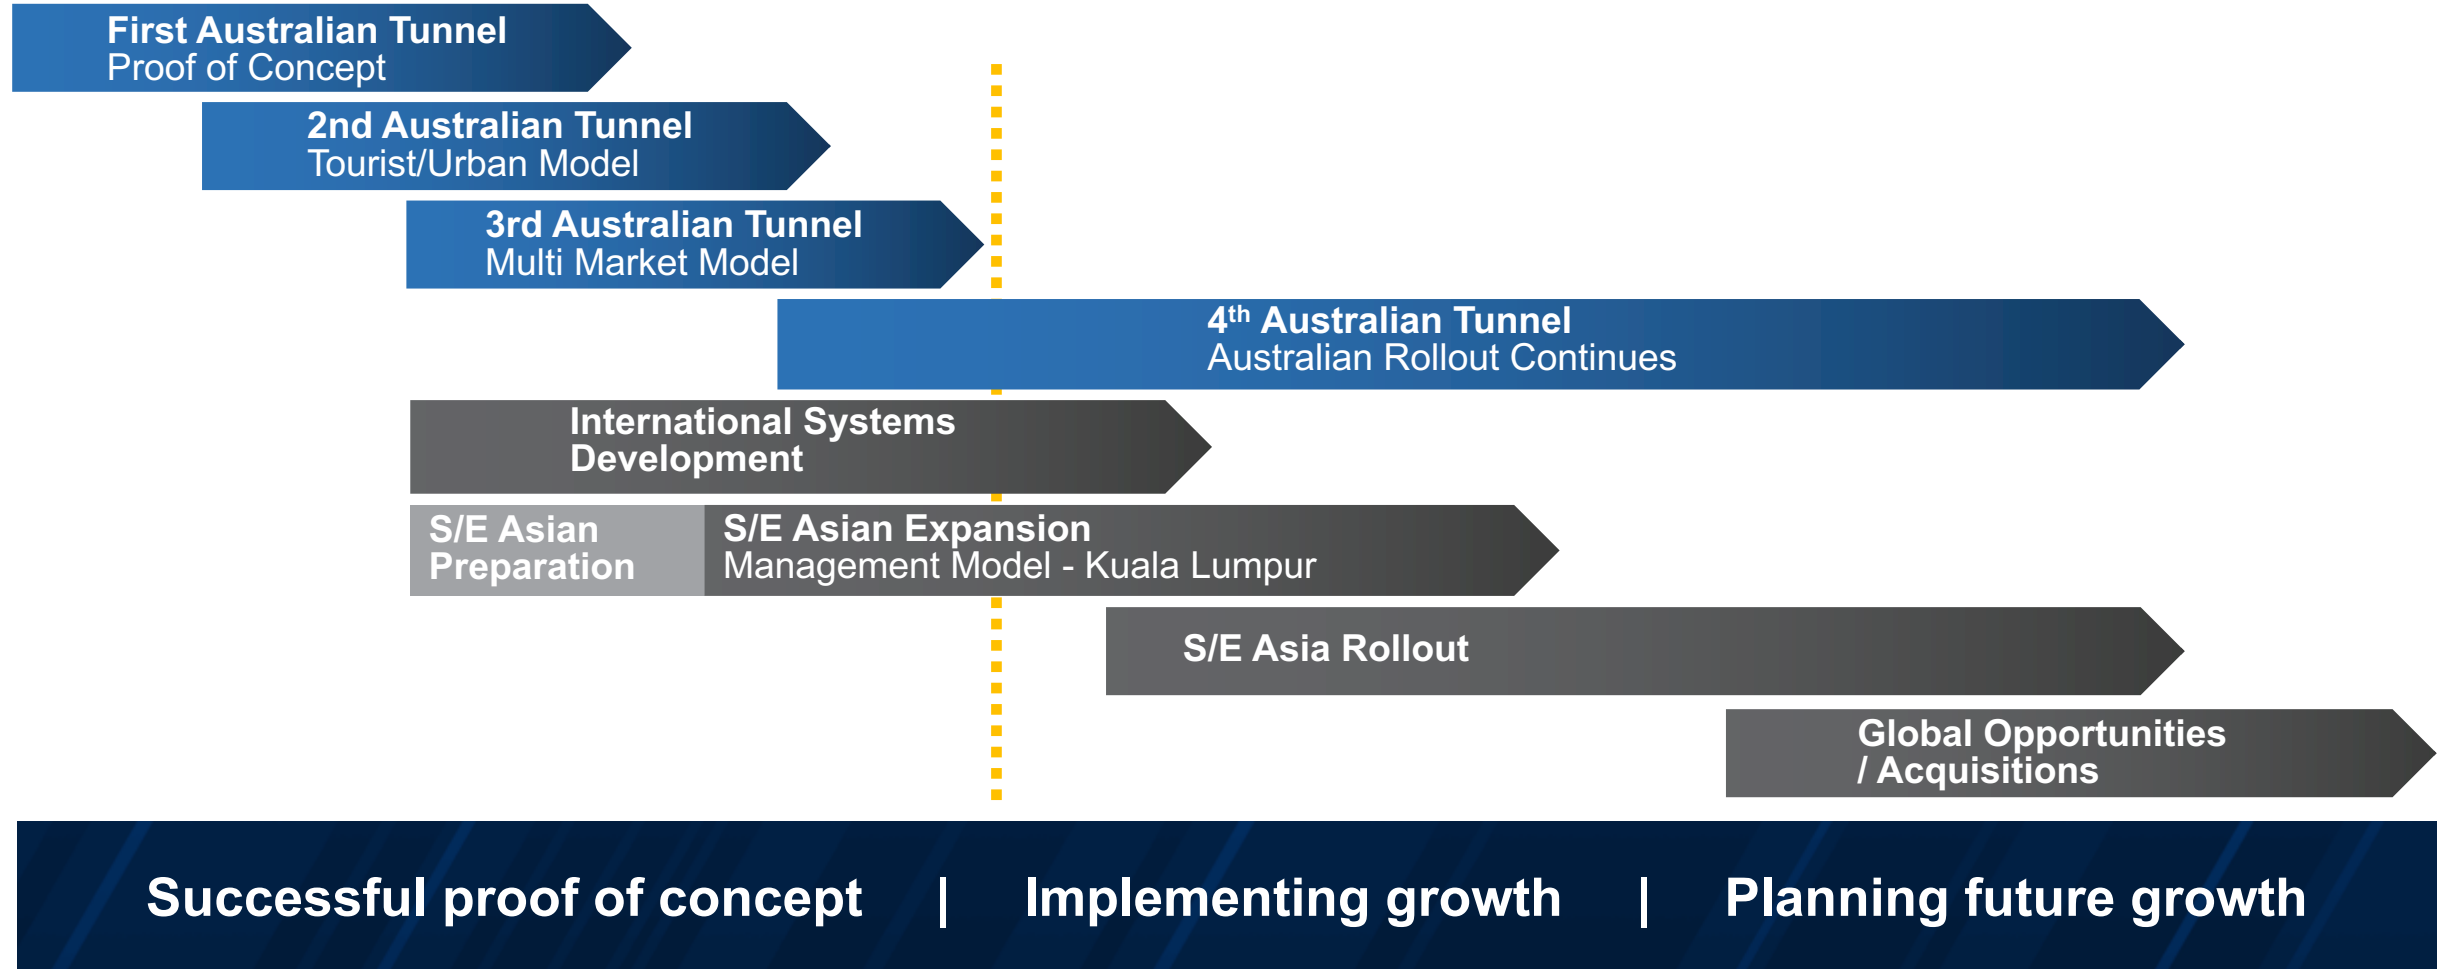 First Australian Tunnel
Proof of Concept
2nd Australian Tunnel
Tourist/Urban Model
3rd Australian Tunnel
Multi Market Model
4th Australian Tunnel
Australian Rollout Continues
International Systems
Development
S/E Asian
Preparation
S/E Asian Expansion
Management Model - Kuala Lumpur
S/E Asia Rollout
Global Opportunities
/ Acquisitions
Successful proof of concept | Implementing growth | Planning future growth